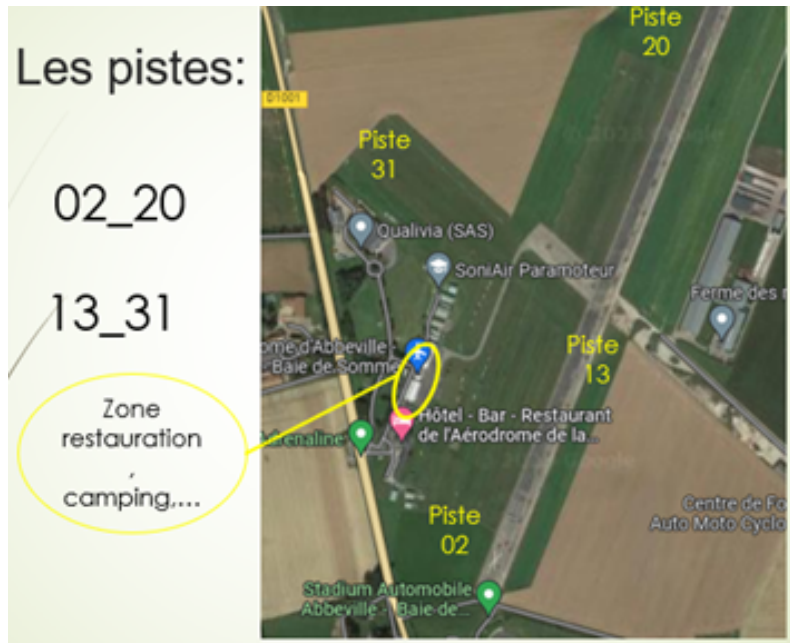 Les pistes:
02_20
13_31
Zone
restauration
,
camping,...
Piste
20
D1001
Piste
31
Qualivia (SAS)
SoniAir Paramoteur
Ferme des
ome d'Abbeville -
Baie de Somme
Piste
13
Hôtel - Bar - Restaurant
de l'Aérodrome de la...
drenaline
Piste
02
Centre de Fo
Auto Moto Cyclo
Stadium Automobile
Abbeville - Baie de...